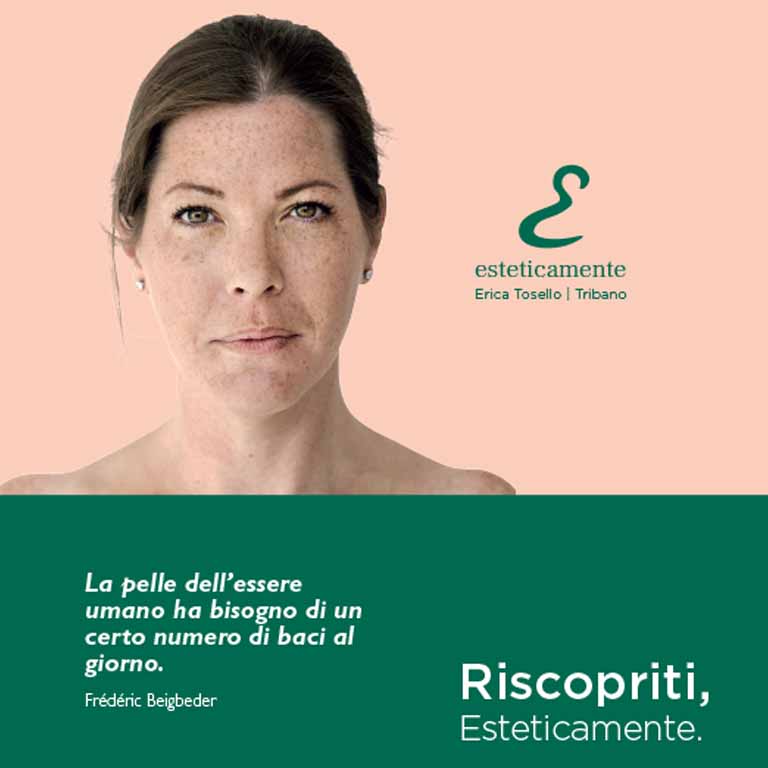 esteticamente
Erica Tosello | Tribano
La pelle dell’essere
umano ha bisogno di un
certo numero di baci al
giorno.
Frédéric Beigbeder
Riscopriti,
Esteticamente.